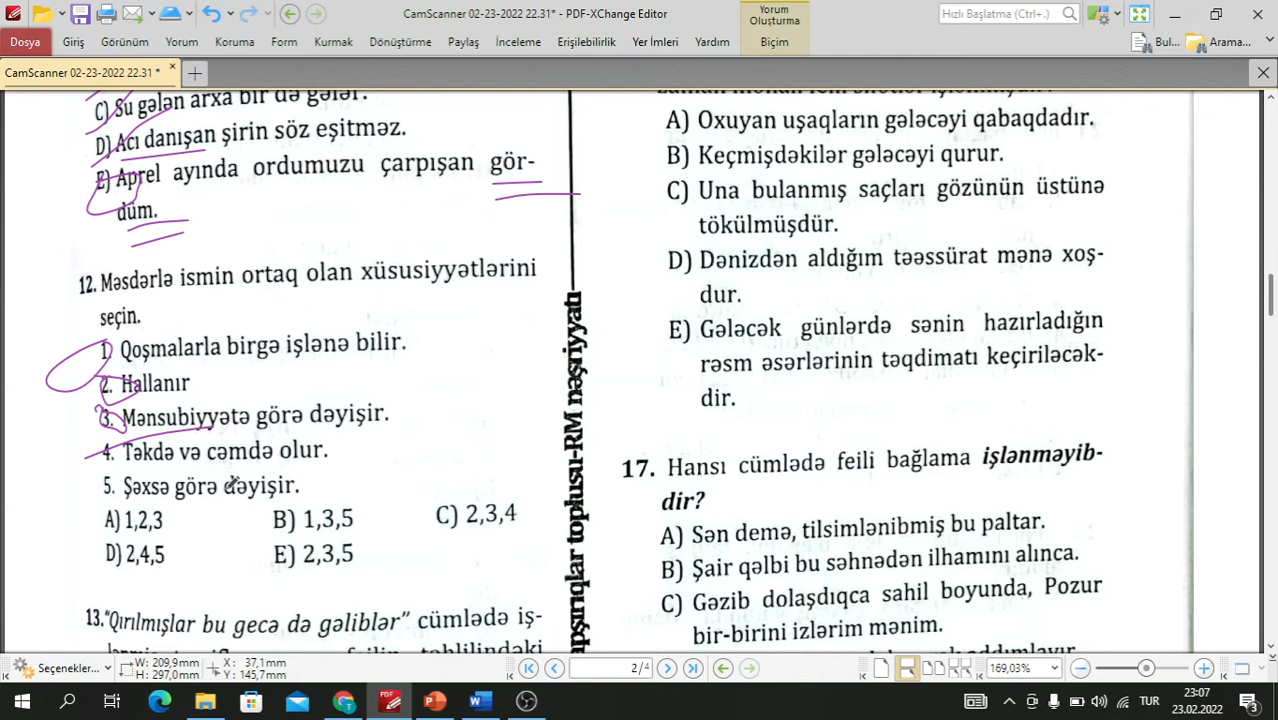 CamScanner 02-23-2022 22.31* - PDF-XChange Editor
Yorum
Oluşturma
Hızlı Başlatma (Ctrl+.)
Dosya
Giriş
Görünüm
Yorum
Koruma
Form
Kurmak
Dönüştürme
Paylaş
İnceleme
Erişilebilirlik
Yer İmleri
Yardım
Biçim
Bul...
Arama...
CamScanner 02-23-2022 22.31 *
C) Su gələn arxa bir də gələr.
D) Acı danışan şirin söz eşitməz.
E) Aprel ayında ordumuzu çarpışan gör-
düm.
12. Məsdərlə ismin ortaq olan xüsusiyyətlərini
seçin.
1. Qoşmalarla birgə işlənə bilir.
2. Hallanır
3. Mənsubiyyətə görə dəyişir.
4. Təkdə və cəmdə olur.
5. Şəxsə görə dəyişir.
A) 1,2,3 B) 1,3,5 C) 2,3,4
D) 2,4,5 E) 2,3,5
13. "Qırılmışlar bu gecə də gəliblər" cümlədə iş-
apşırıqlar toplusu-RM nəşriyyatı
A) Oxuyan uşaqların gələcəyi qabaqdadır.
B) Keçmişdəkilər gələcəyi qurur.
C) Una bulanmış saçları gözünün üstünə
tökülmüşdür.
D) Dənizdən aldığım təəssürat mənə xoş-
dur.
E) Gələcək günlərdə sənin hazırladığın
rəsm əsərlərinin təqdimatı keçiriləcək-
dir.
17. Hansı cümlədə feili bağlama işlənməyib-
dir?
A) Sən demə, tilsimlənibmiş bu paltar.
B) Şair qəlbi bu səhnədən ilhamını alınca.
C) Gəzib dolaşdıqca sahil boyunda, Pozur
bir-birini izlərim mənim.
Seçenekler...
W: 209,9mm
H: 297,0mm
X: 37,1mm
Y: 145,7mm
2/4
169,03%
TUR
23:07
23.02.2022
3